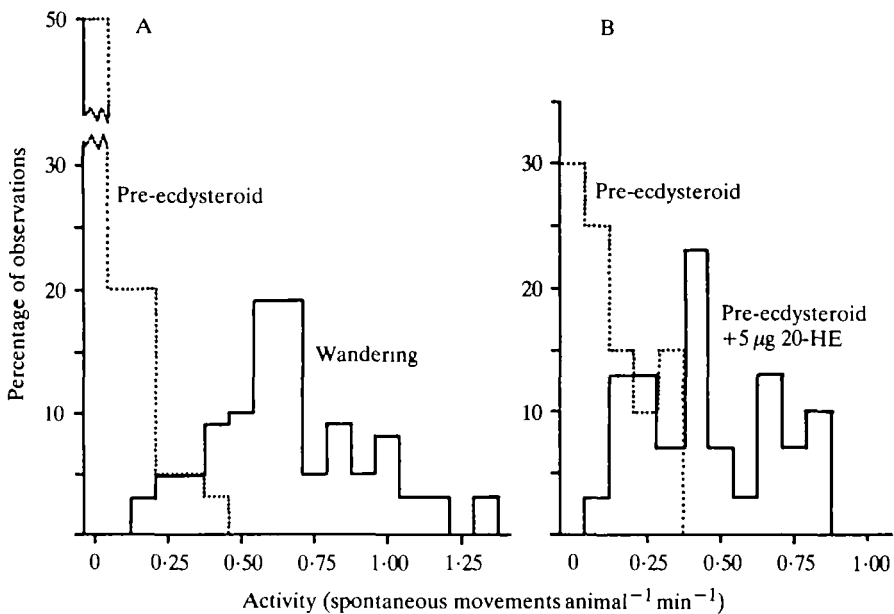 A
B
50
30
20
10
Percentage of observations
Pre-ecdysteroid
Wandering
0 0·25 0·50 0·75 1·00 1·25
30
20
10
Pre-ecdysteroid
Pre-ecdysteroid
+5 μg 20-HE
0 0·25 0·50 0·75 1·00
Activity (spontaneous movements animal⁻¹ min⁻¹)